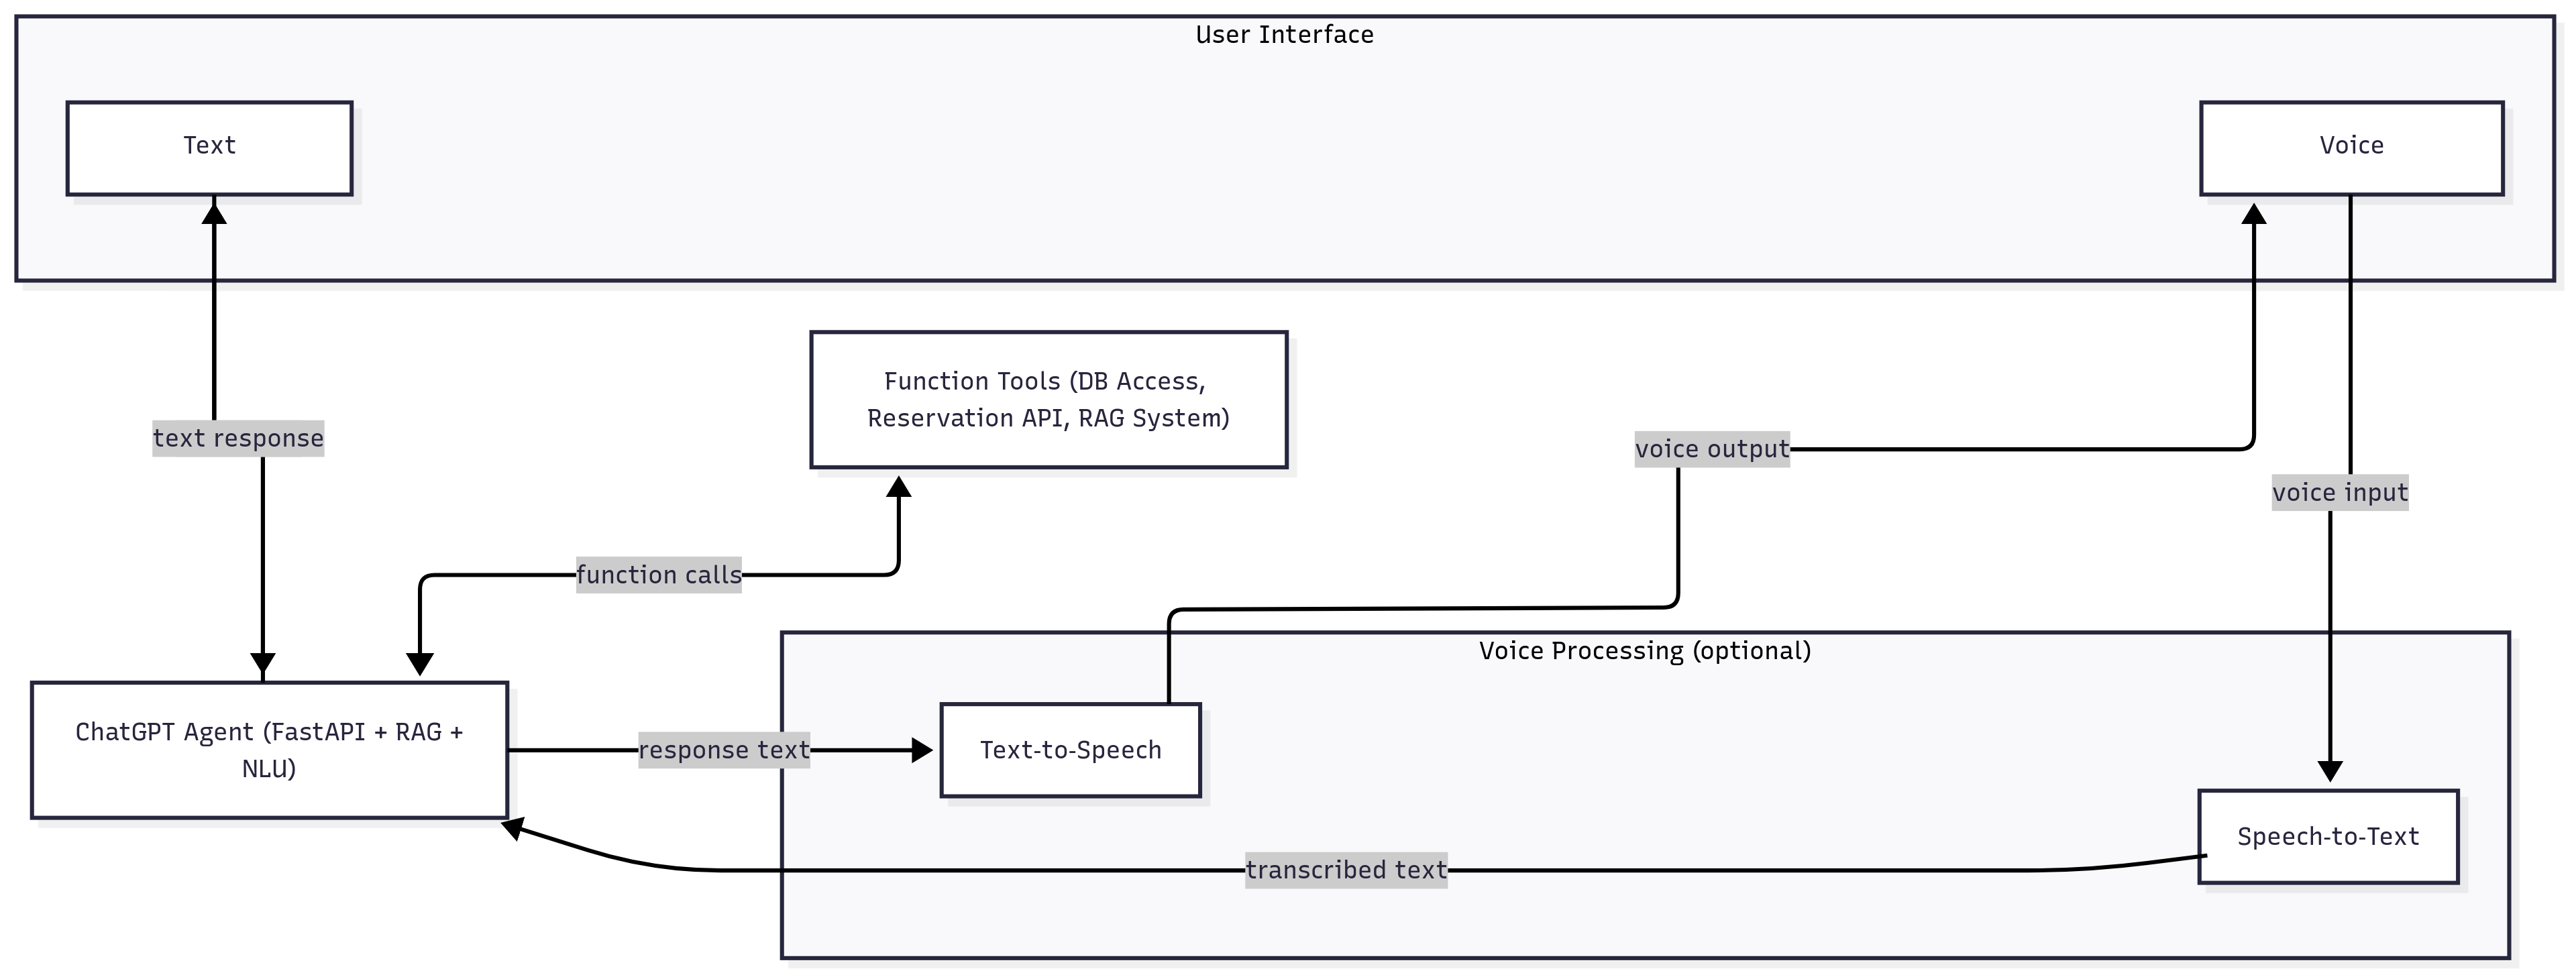 User Interface
Text
Voice
Function Tools (DB Access,
Reservation API, RAG System)
text response
voice output
voice input
function calls
Voice Processing (optional)
ChatGPT Agent (FastAPI + RAG +
NLU)
response text
Text-to-Speech
Speech-to-Text
transcribed text